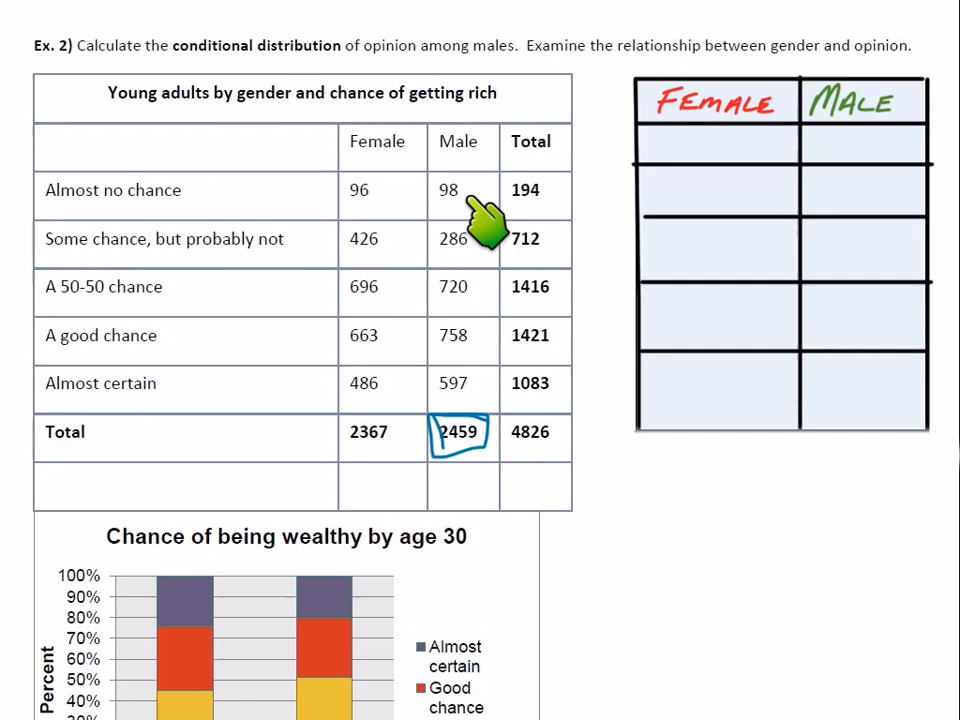 Ex. 2) Calculate the conditional distribution of opinion among males. Examine the relationship between gender and opinion.
Young adults by gender and chance of getting rich
Female Male Total
Almost no chance 96 98 194
Some chance, but probably not 426 286 712
A 50-50 chance 696 720 1416
A good chance 663 758 1421
Almost certain 486 597 1083
Total 2367 2459 4826
FEMALE MALE
Chance of being wealthy by age 30
100%
90%
80%
70%
60%
50%
40%
30%
Percent
Almost
certain
Good
chance